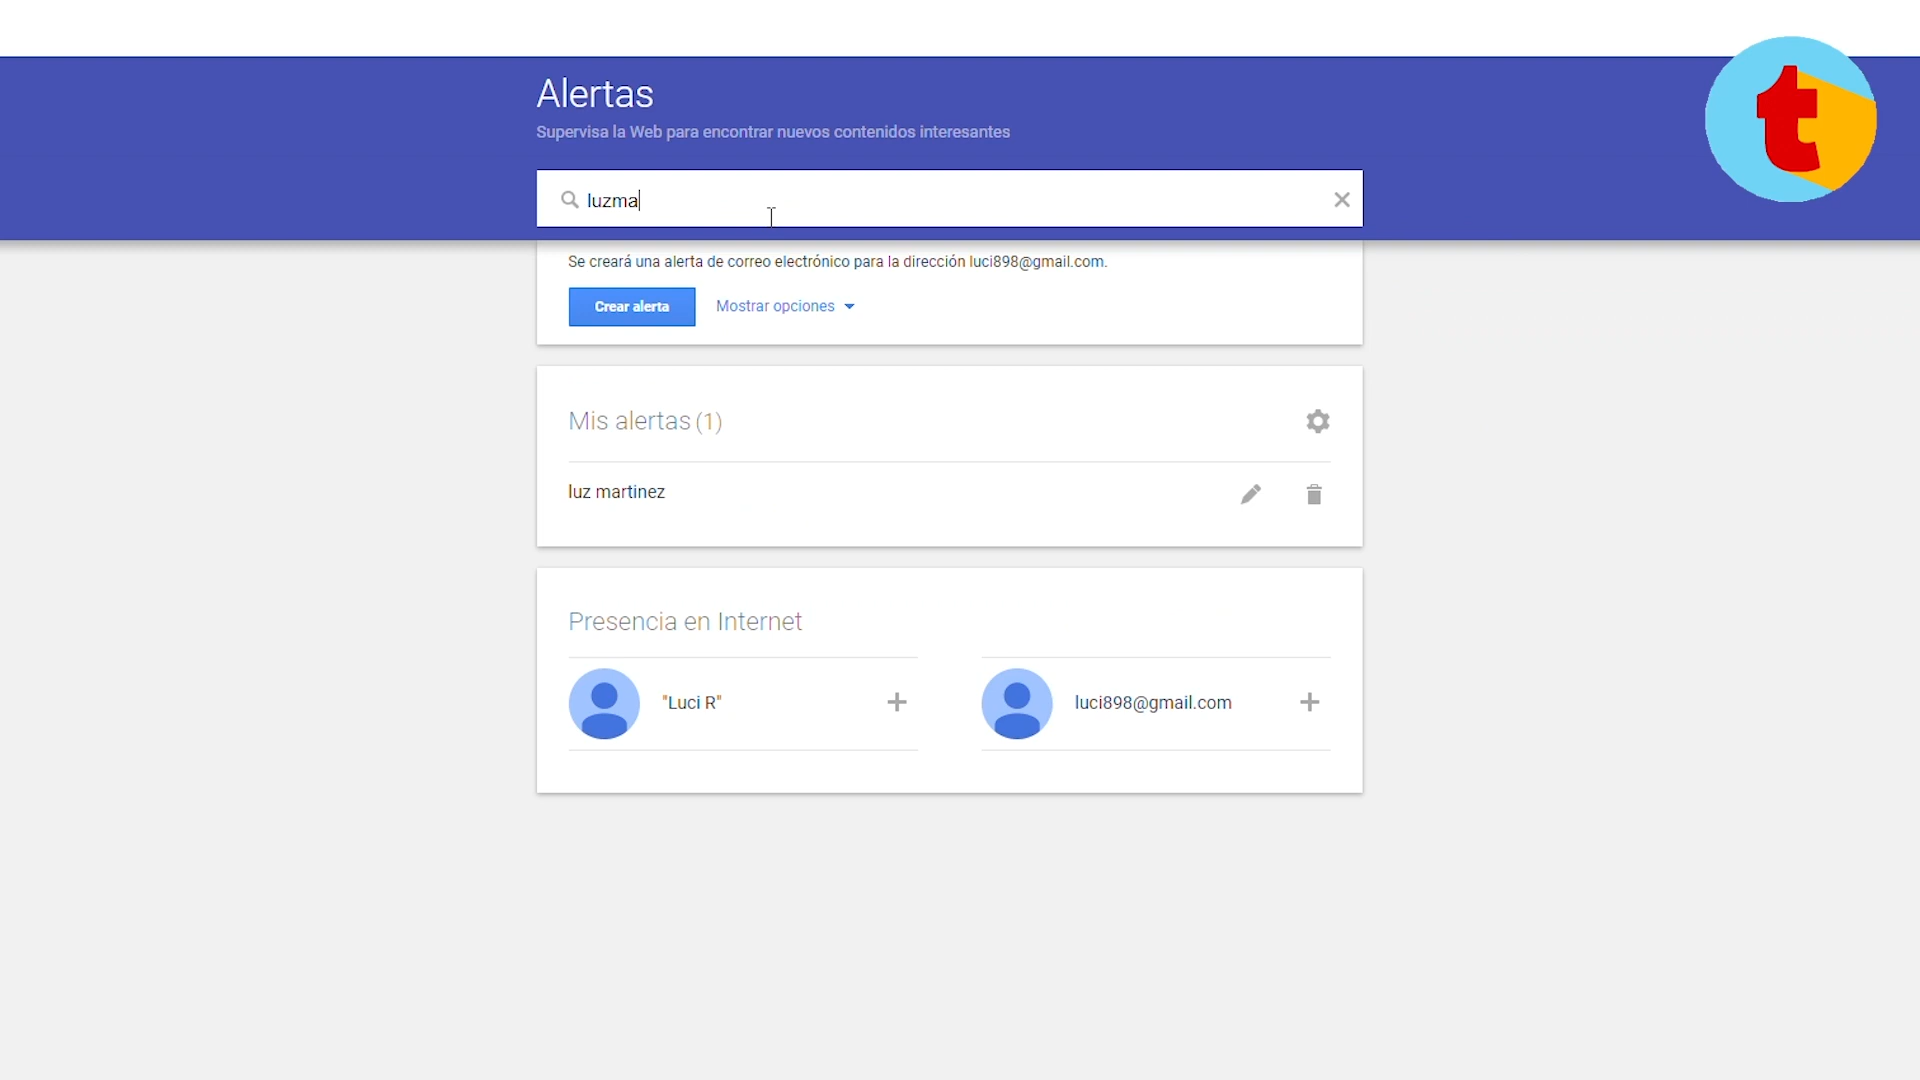 Alertas
Supervisa la Web para encontrar nuevos contenidos interesantes
luzma
Se creará una alerta de correo electrónico para la dirección luci898@gmail.com.
Crear alerta Mostrar opciones
Mis alertas (1)
luz martinez
Presencia en Internet
"Luci R" luci898@gmail.com
t